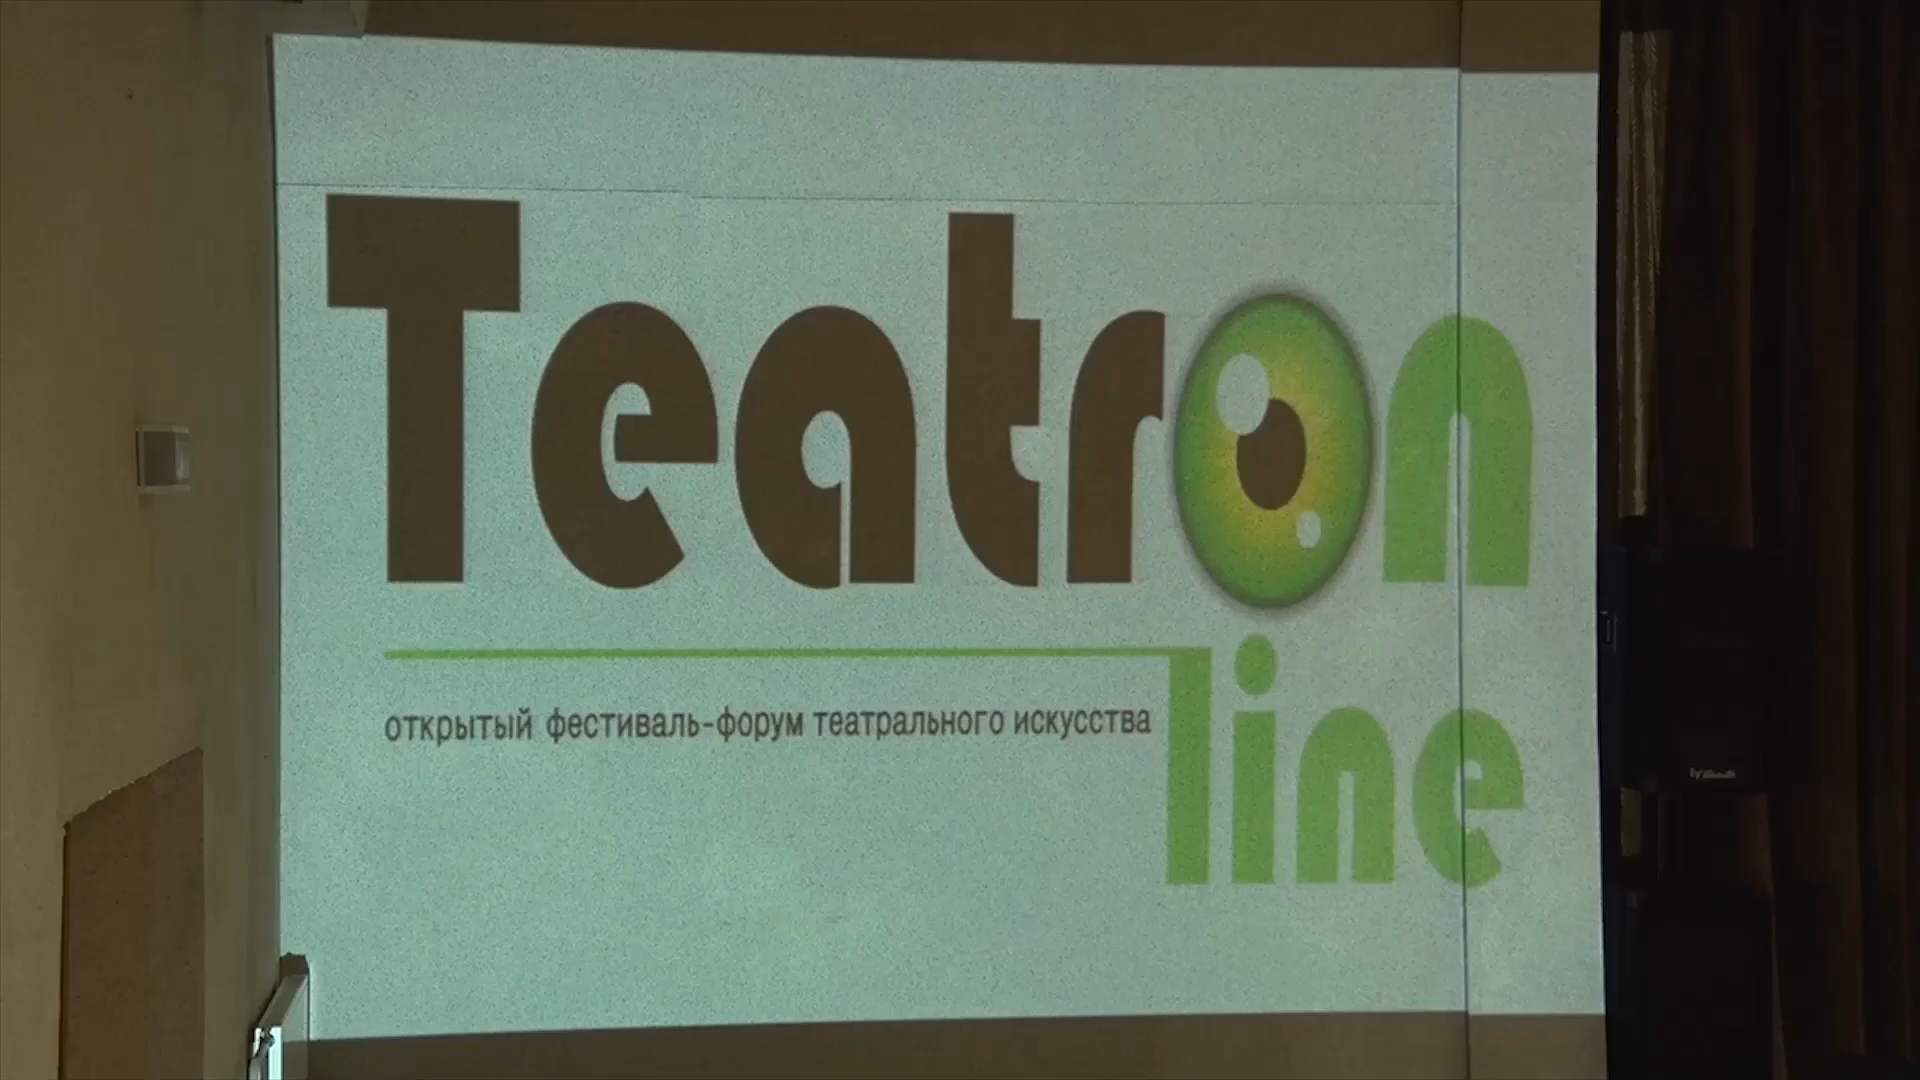 Teatron
line
открытый фестиваль-форум театрального искусства